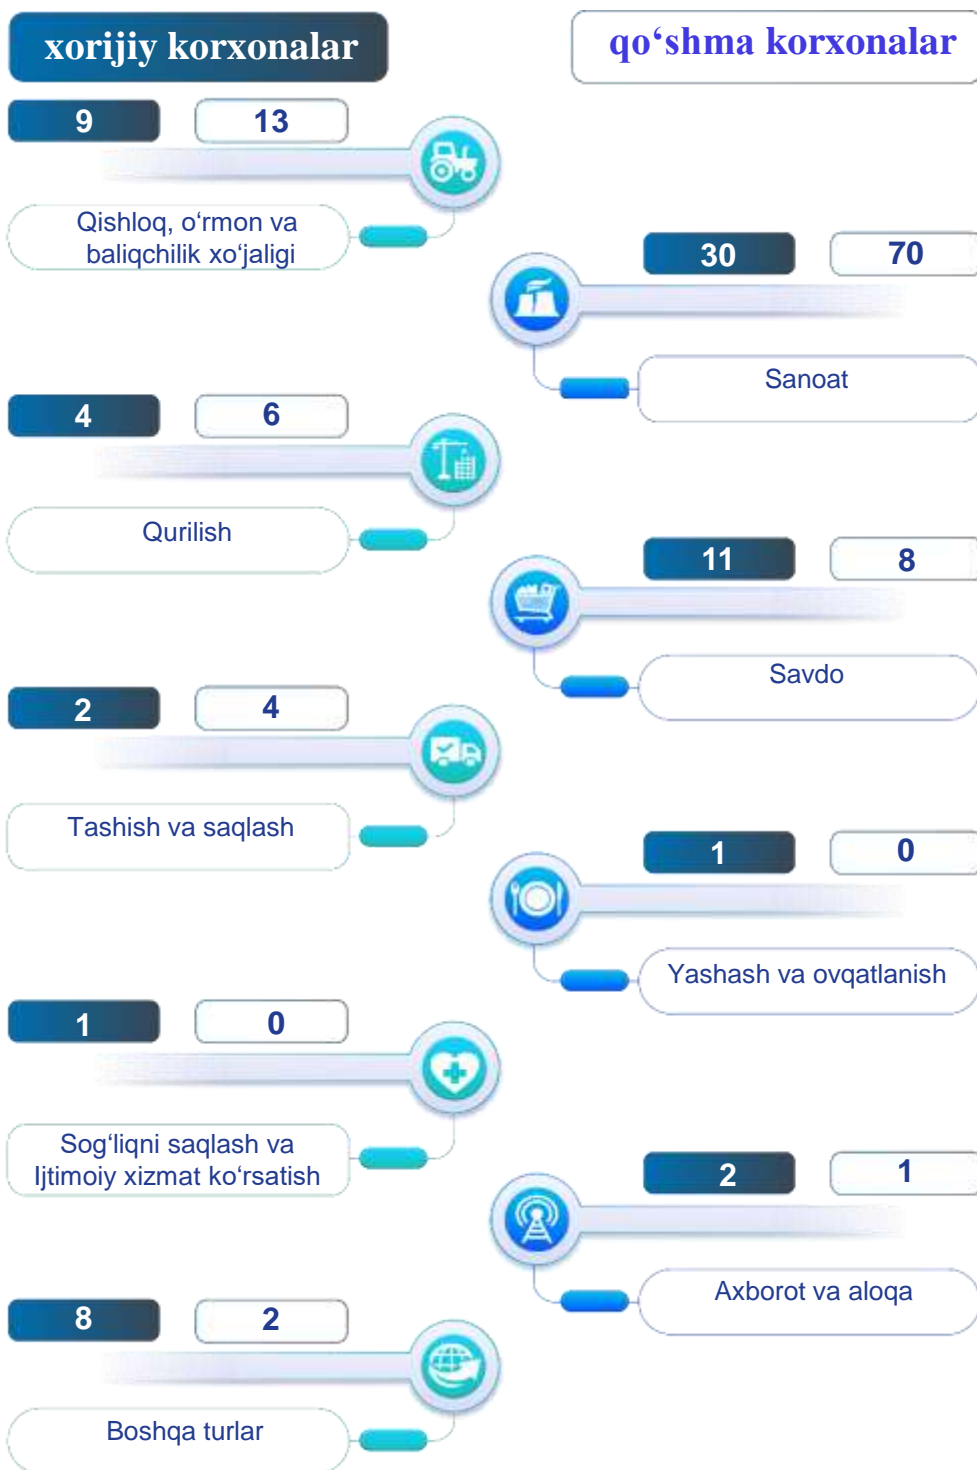 xorijiy korxonalar
qo‘shma korxonalar
9
13
Qishloq, o‘rmon va
baliqchilik xo‘jaligi
30
70
Sanoat
4
6
Qurilish
11
8
Savdo
2
4
Tashish va saqlash
1
0
Yashash va ovqatlanish
1
0
Sog‘liqni saqlash va
Ijtimoiy xizmat ko‘rsatish
2
1
Axborot va aloqa
8
2
Boshqa turlar